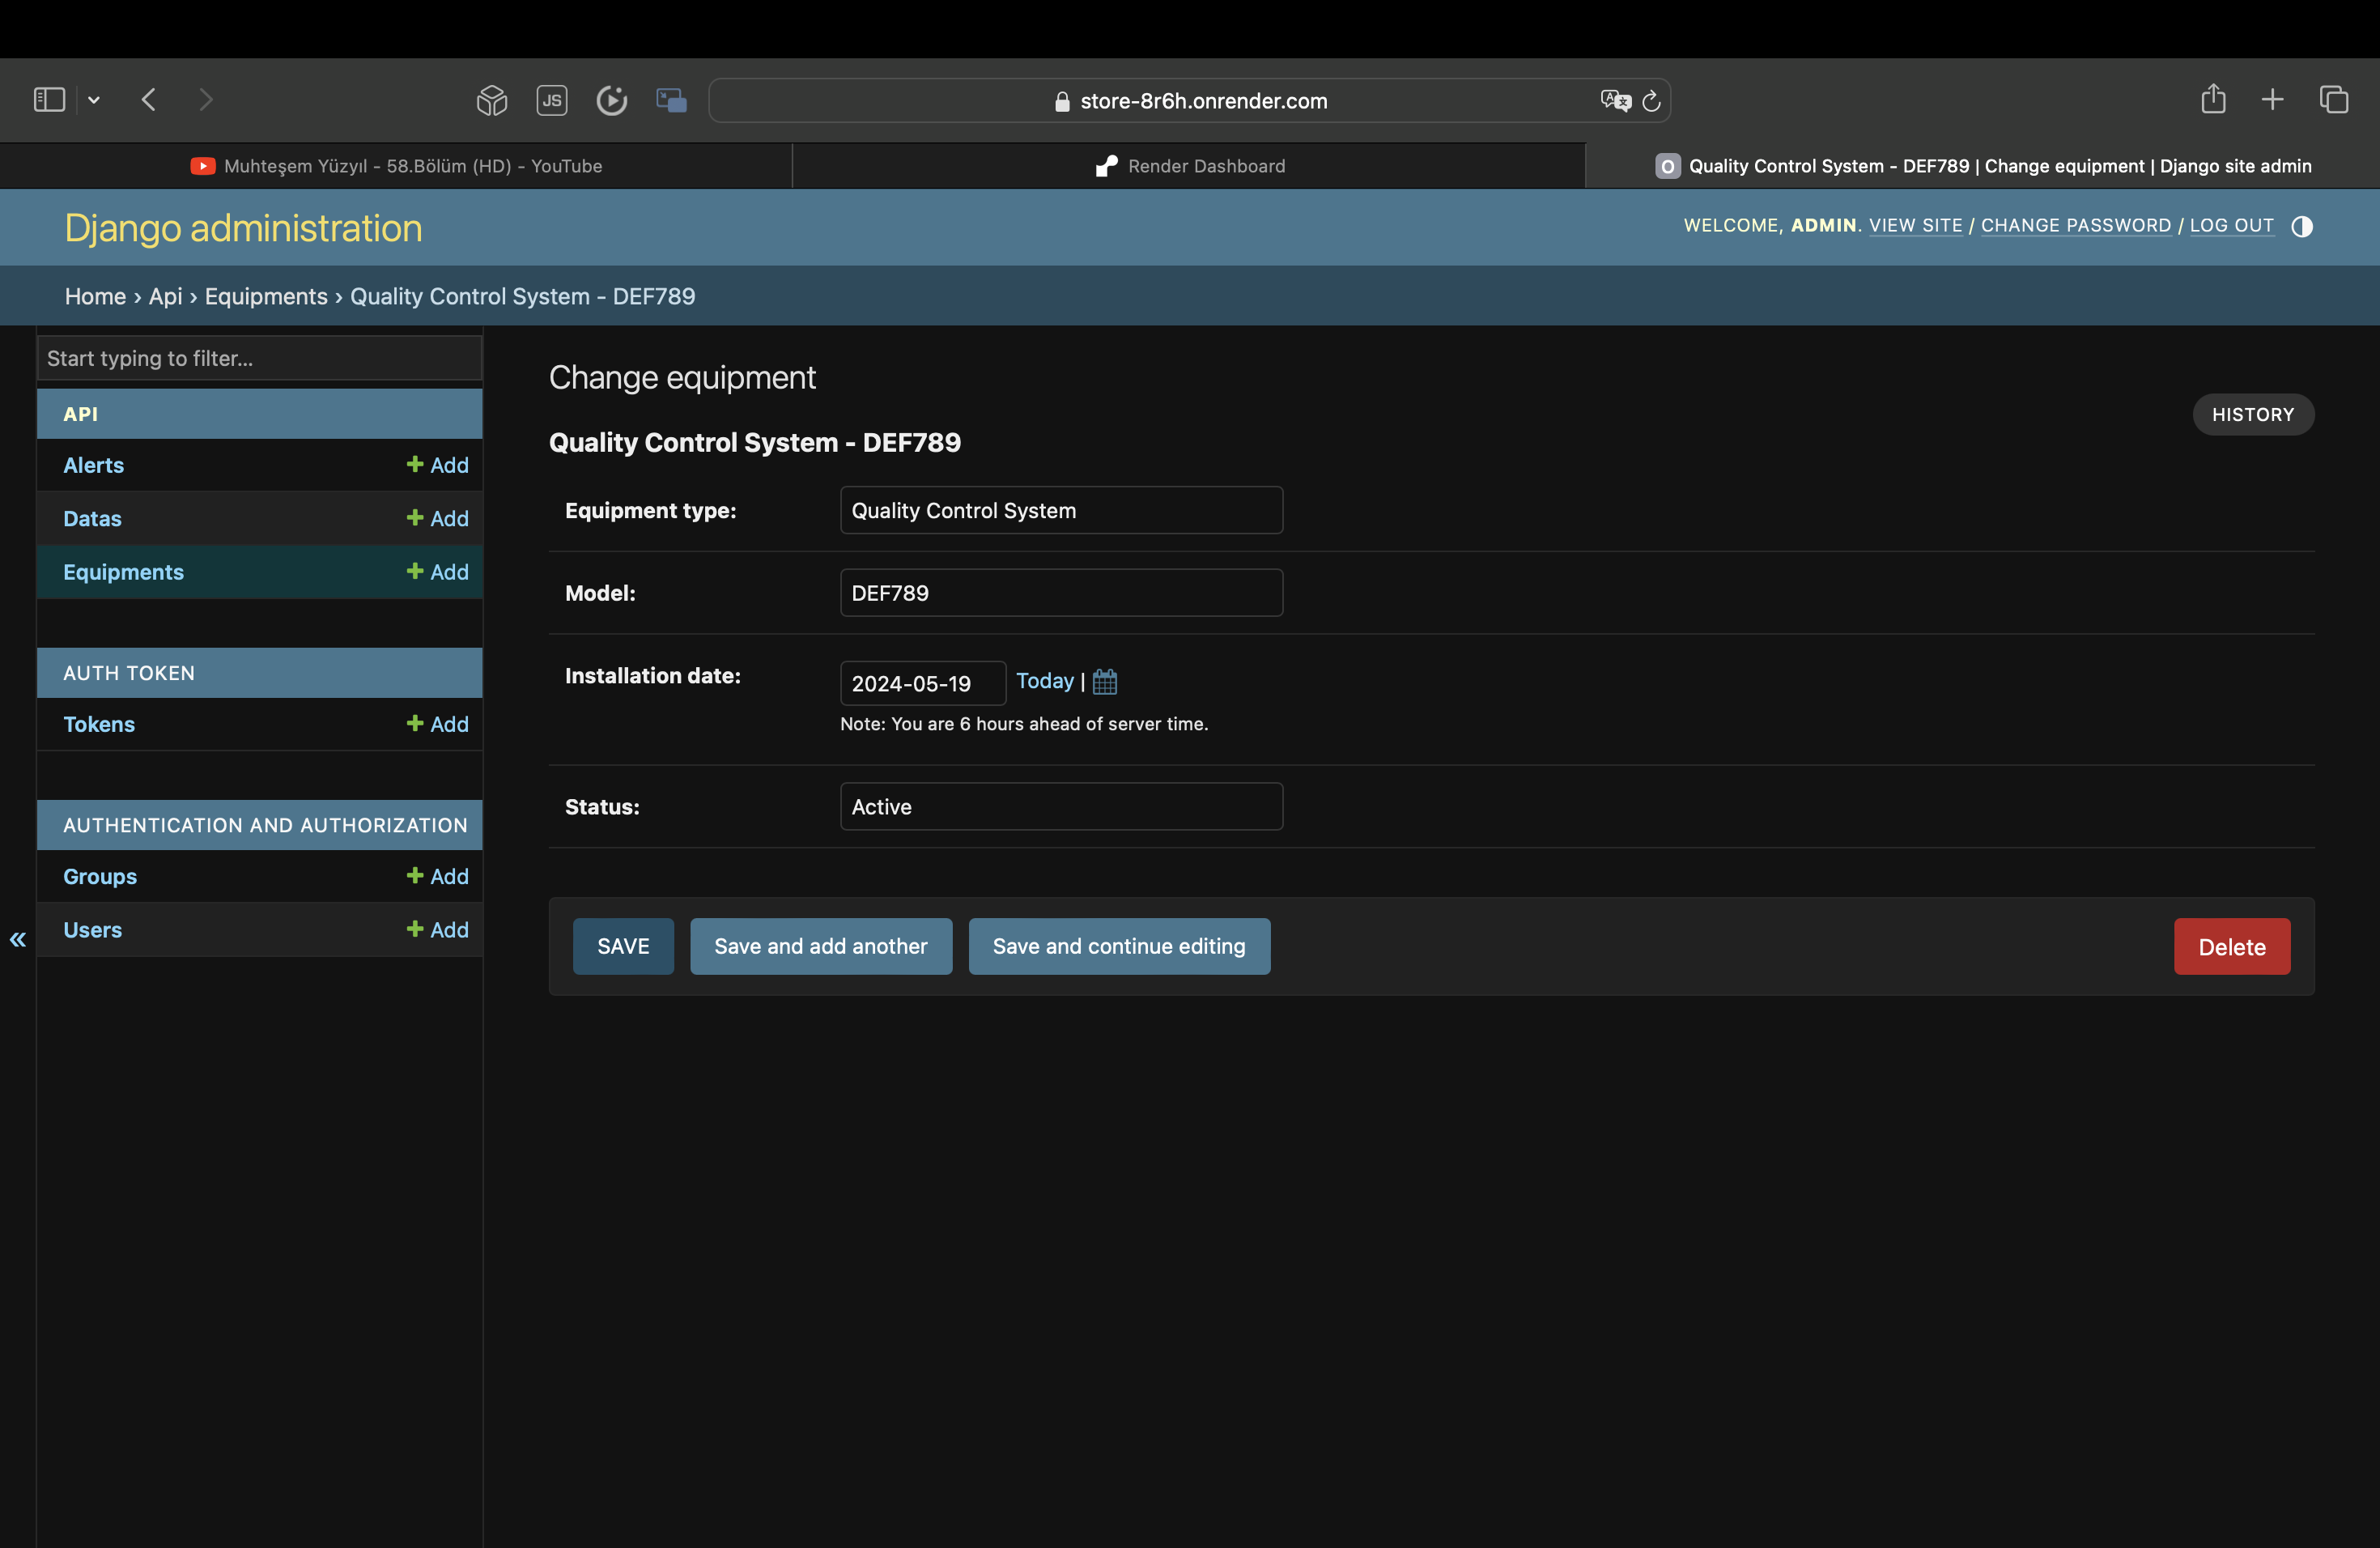 JS
store-8r6h.onrender.com
Muhteşem Yüzyıl - 58.Bölüm (HD) - YouTube
Render Dashboard
O Quality Control System - DEF789 | Change equipment | Django site admin
Django administration
WELCOME, ADMIN. VIEW SITE / CHANGE PASSWORD / LOG OUT
Home › Api › Equipments › Quality Control System - DEF789
Start typing to filter...
API
Alerts + Add
Datas + Add
Equipments + Add
AUTH TOKEN
Tokens + Add
AUTHENTICATION AND AUTHORIZATION
Groups + Add
Users + Add
«
Change equipment
HISTORY
Quality Control System - DEF789
Equipment type: Quality Control System
Model: DEF789
Installation date: 2024-05-19 Today |
Note: You are 6 hours ahead of server time.
Status: Active
SAVE Save and add another Save and continue editing Delete